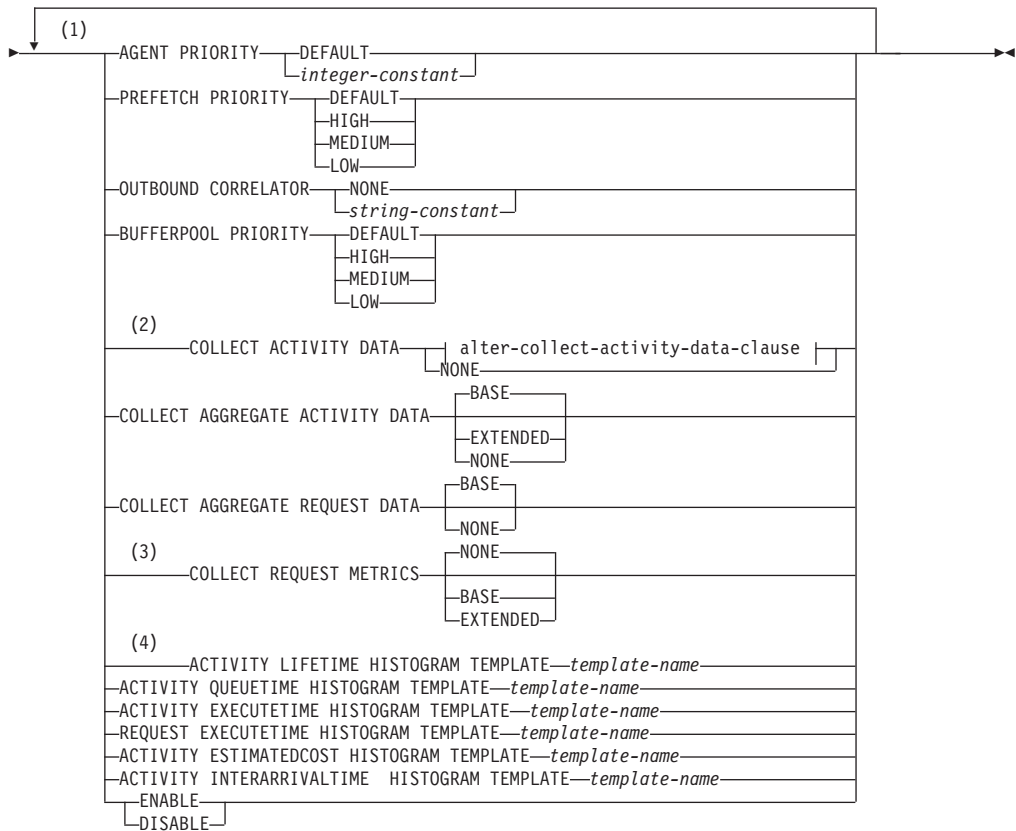 (1)
AGENT PRIORITY DEFAULT
integer-constant
PREFETCH PRIORITY DEFAULT
HIGH
MEDIUM
LOW
OUTBOUND CORRELATOR NONE
string-constant
BUFFERPOOL PRIORITY DEFAULT
HIGH
MEDIUM
LOW
(2)
COLLECT ACTIVITY DATA alter-collect-activity-data-clause
NONE
BASE
COLLECT AGGREGATE ACTIVITY DATA
EXTENDED
NONE
BASE
COLLECT AGGREGATE REQUEST DATA
NONE
(3)
NONE
COLLECT REQUEST METRICS
BASE
EXTENDED
(4)
ACTIVITY LIFETIME HISTOGRAM TEMPLATE template-name
ACTIVITY QUEUETIME HISTOGRAM TEMPLATE template-name
ACTIVITY EXECUTETIME HISTOGRAM TEMPLATE template-name
REQUEST EXECUTETIME HISTOGRAM TEMPLATE template-name
ACTIVITY ESTIMATEDCOST HISTOGRAM TEMPLATE template-name
ACTIVITY INTERARRIVALTIME HISTOGRAM TEMPLATE template-name
ENABLE
DISABLE